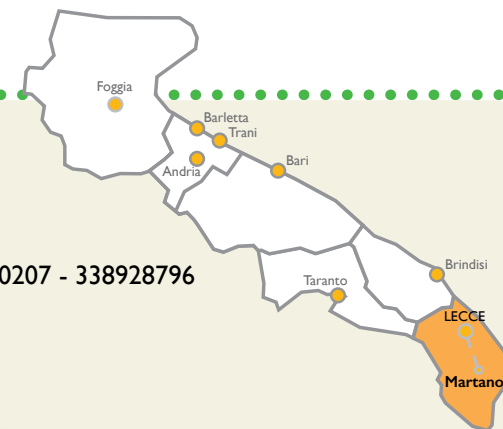 Foggia
Barletta
Trani
Andria
Bari
0207 - 338928796
Brindisi
Taranto
LECCE
Martano